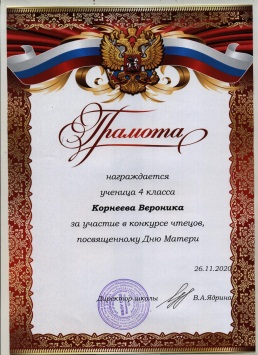 Грамота
награждается
ученица 4 класса
Корнеева Вероника
за участие в конкурсе чтецов,
посвященному Дню Матери
26.11.2020
Директор школы В.А.Ядрина